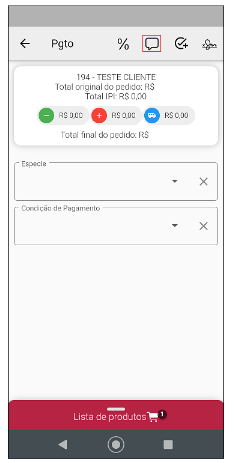 Pgto %
194 - TESTE CLIENTE
Total original do pedido: R$
Total IPI: R$ 0,00
R$ 0,00 R$ 0,00 R$ 0,00
Total final do pedido: R$
Especie
Condição de Pagamento
Lista de produtos 1